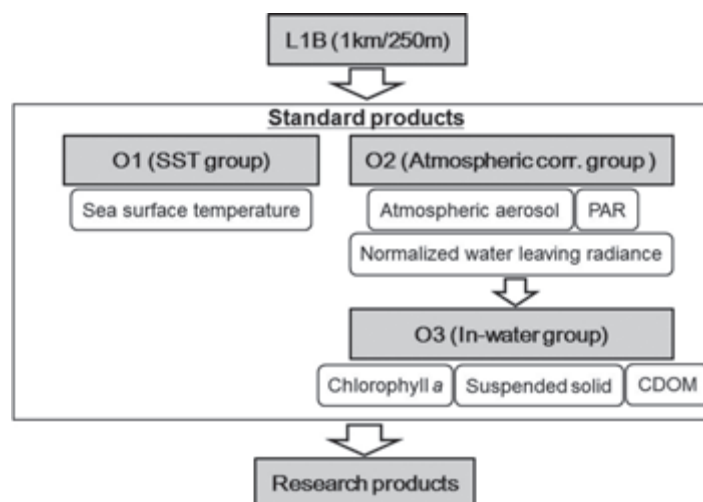 L1B (1km/250m)
Standard products
O1 (SST group)
O2 (Atmospheric corr. group )
Sea surface temperature
Atmospheric aerosol
PAR
Normalized water leaving radiance
O3 (In-water group)
Chlorophyll a
Suspended solid
CDOM
Research products